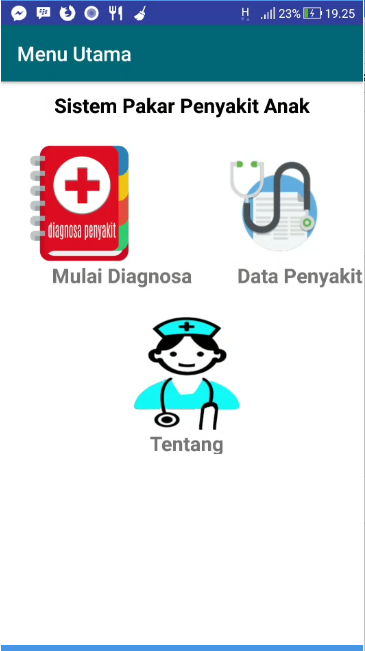 H 23% 19.25
Menu Utama
Sistem Pakar Penyakit Anak
diagnosa penyakit
Mulai Diagnosa
Data Penyakit
Tentang